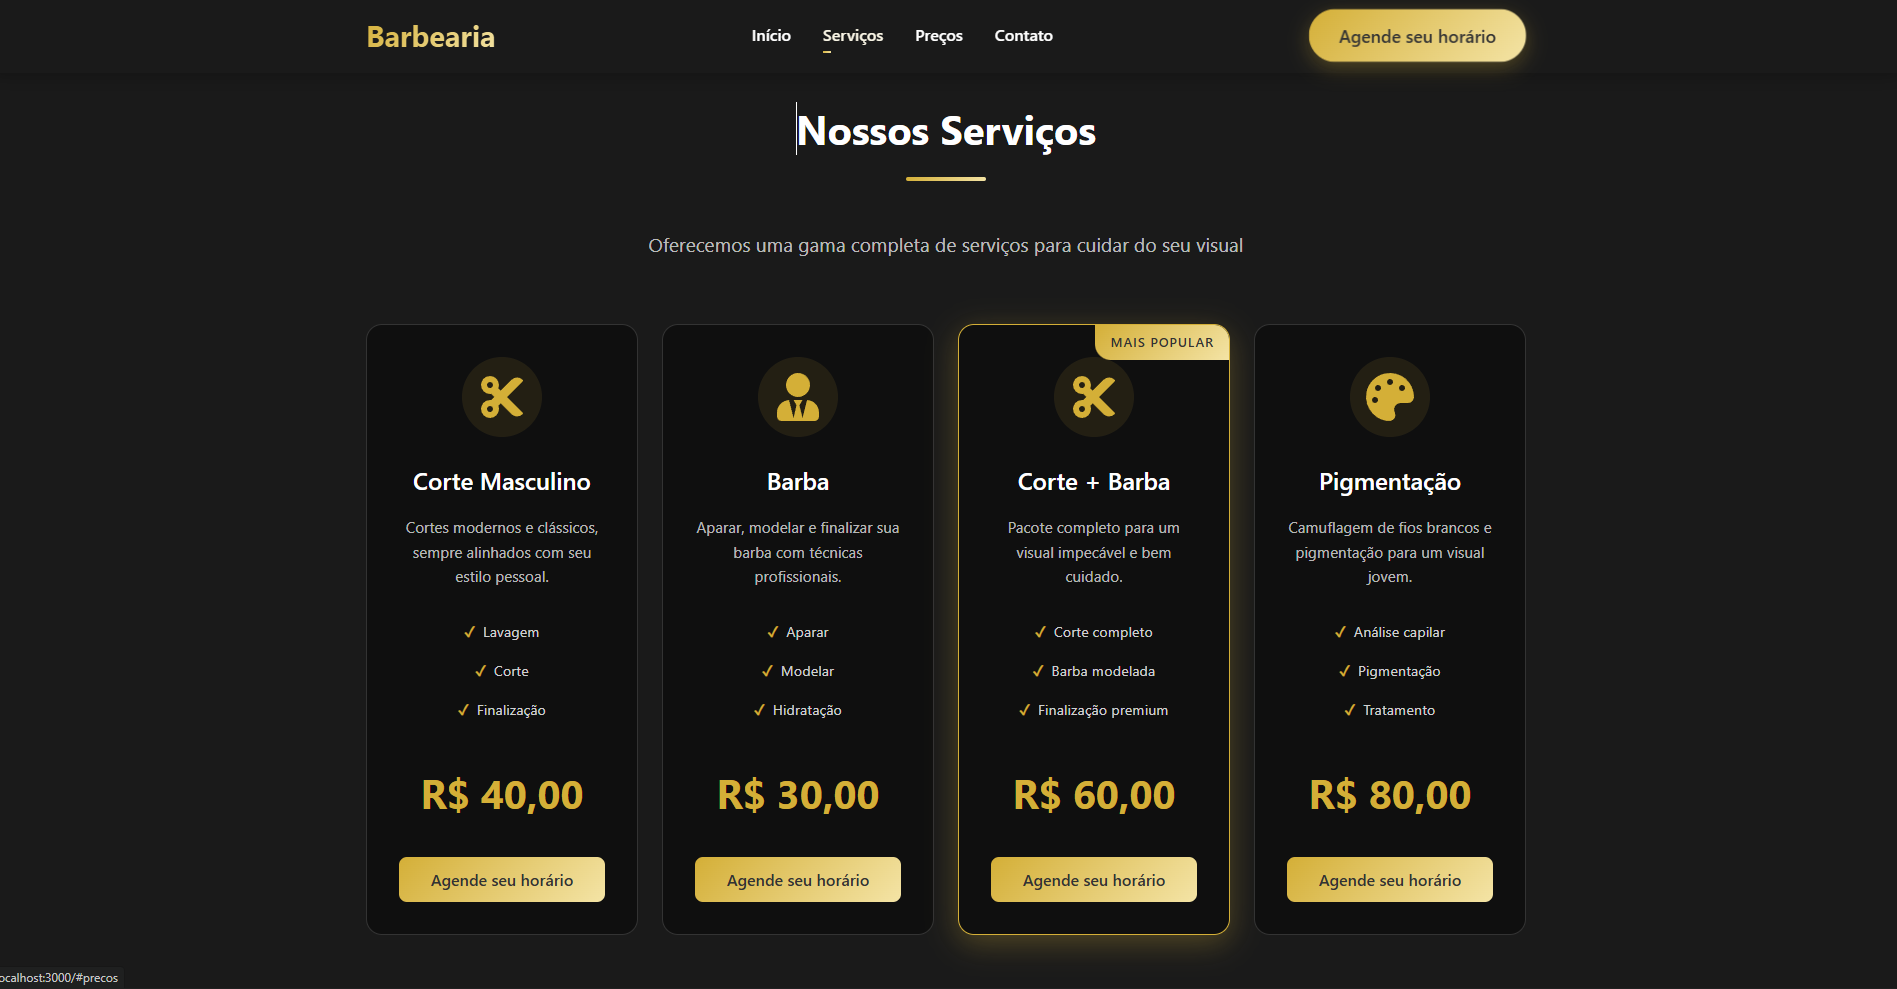 Barbearia
Início
Serviços
Preços
Contato
Agende seu horário
Nossos Serviços
Oferecemos uma gama completa de serviços para cuidar do seu visual
Corte Masculino
Cortes modernos e clássicos,
sempre alinhados com seu
estilo pessoal.
✓ Lavagem
✓ Corte
✓ Finalização
R$ 40,00
Agende seu horário
Barba
Aparar, modelar e finalizar sua
barba com técnicas
profissionais.
✓ Aparar
✓ Modelar
✓ Hidratação
R$ 30,00
Agende seu horário
MAIS POPULAR
Corte + Barba
Pacote completo para um
visual impecável e bem
cuidado.
✓ Corte completo
✓ Barba modelada
✓ Finalização premium
R$ 60,00
Agende seu horário
Pigmentação
Camuflagem de fios brancos e
pigmentação para um visual
jovem.
✓ Análise capilar
✓ Pigmentação
✓ Tratamento
R$ 80,00
Agende seu horário
ocalhost:3000/#precos